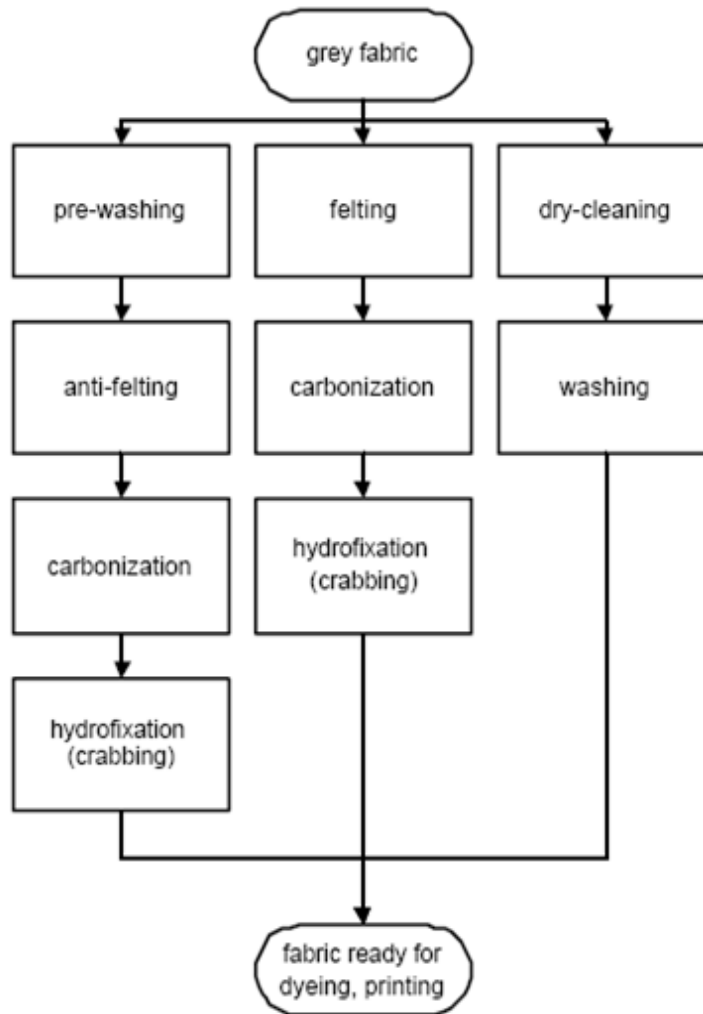 grey fabric
pre-washing
felting
dry-cleaning
anti-felting
carbonization
washing
carbonization
hydrofixation
(crabbing)
hydrofixation
(crabbing)
fabric ready for
dyeing, printing